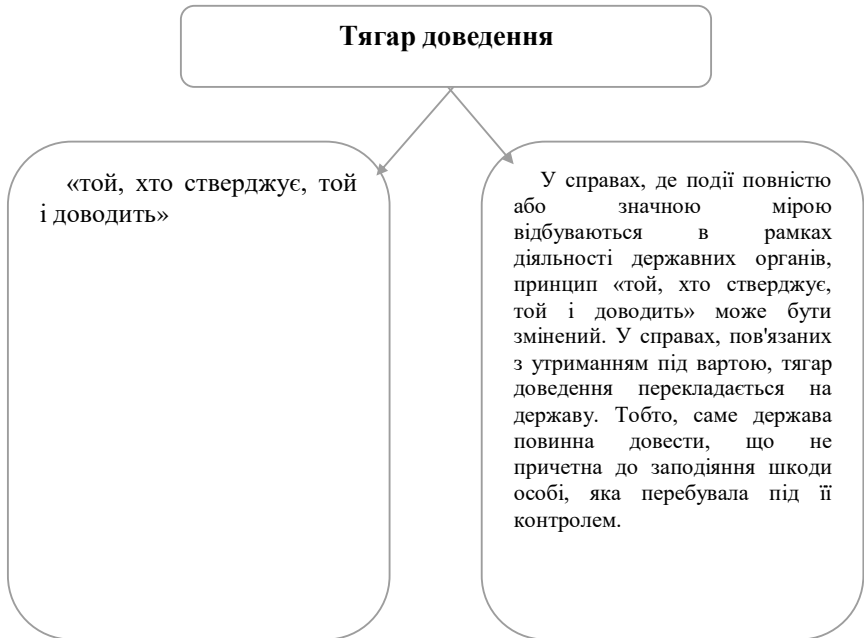 Тягар доведення
«той, хто стверджує, той
і доводить»
У справах, де події повністю
або значною мірою
відбуваються в рамках
діяльності державних органів,
принцип «той, хто стверджує,
той і доводить» може бути
змінений. У справах, пов'язаних
з утриманням під вартою, тягар
доведення перекладається на
державу. Тобто, саме держава
повинна довести, що не
причетна до заподіяння шкоди
особі, яка перебувала під її
контролем.